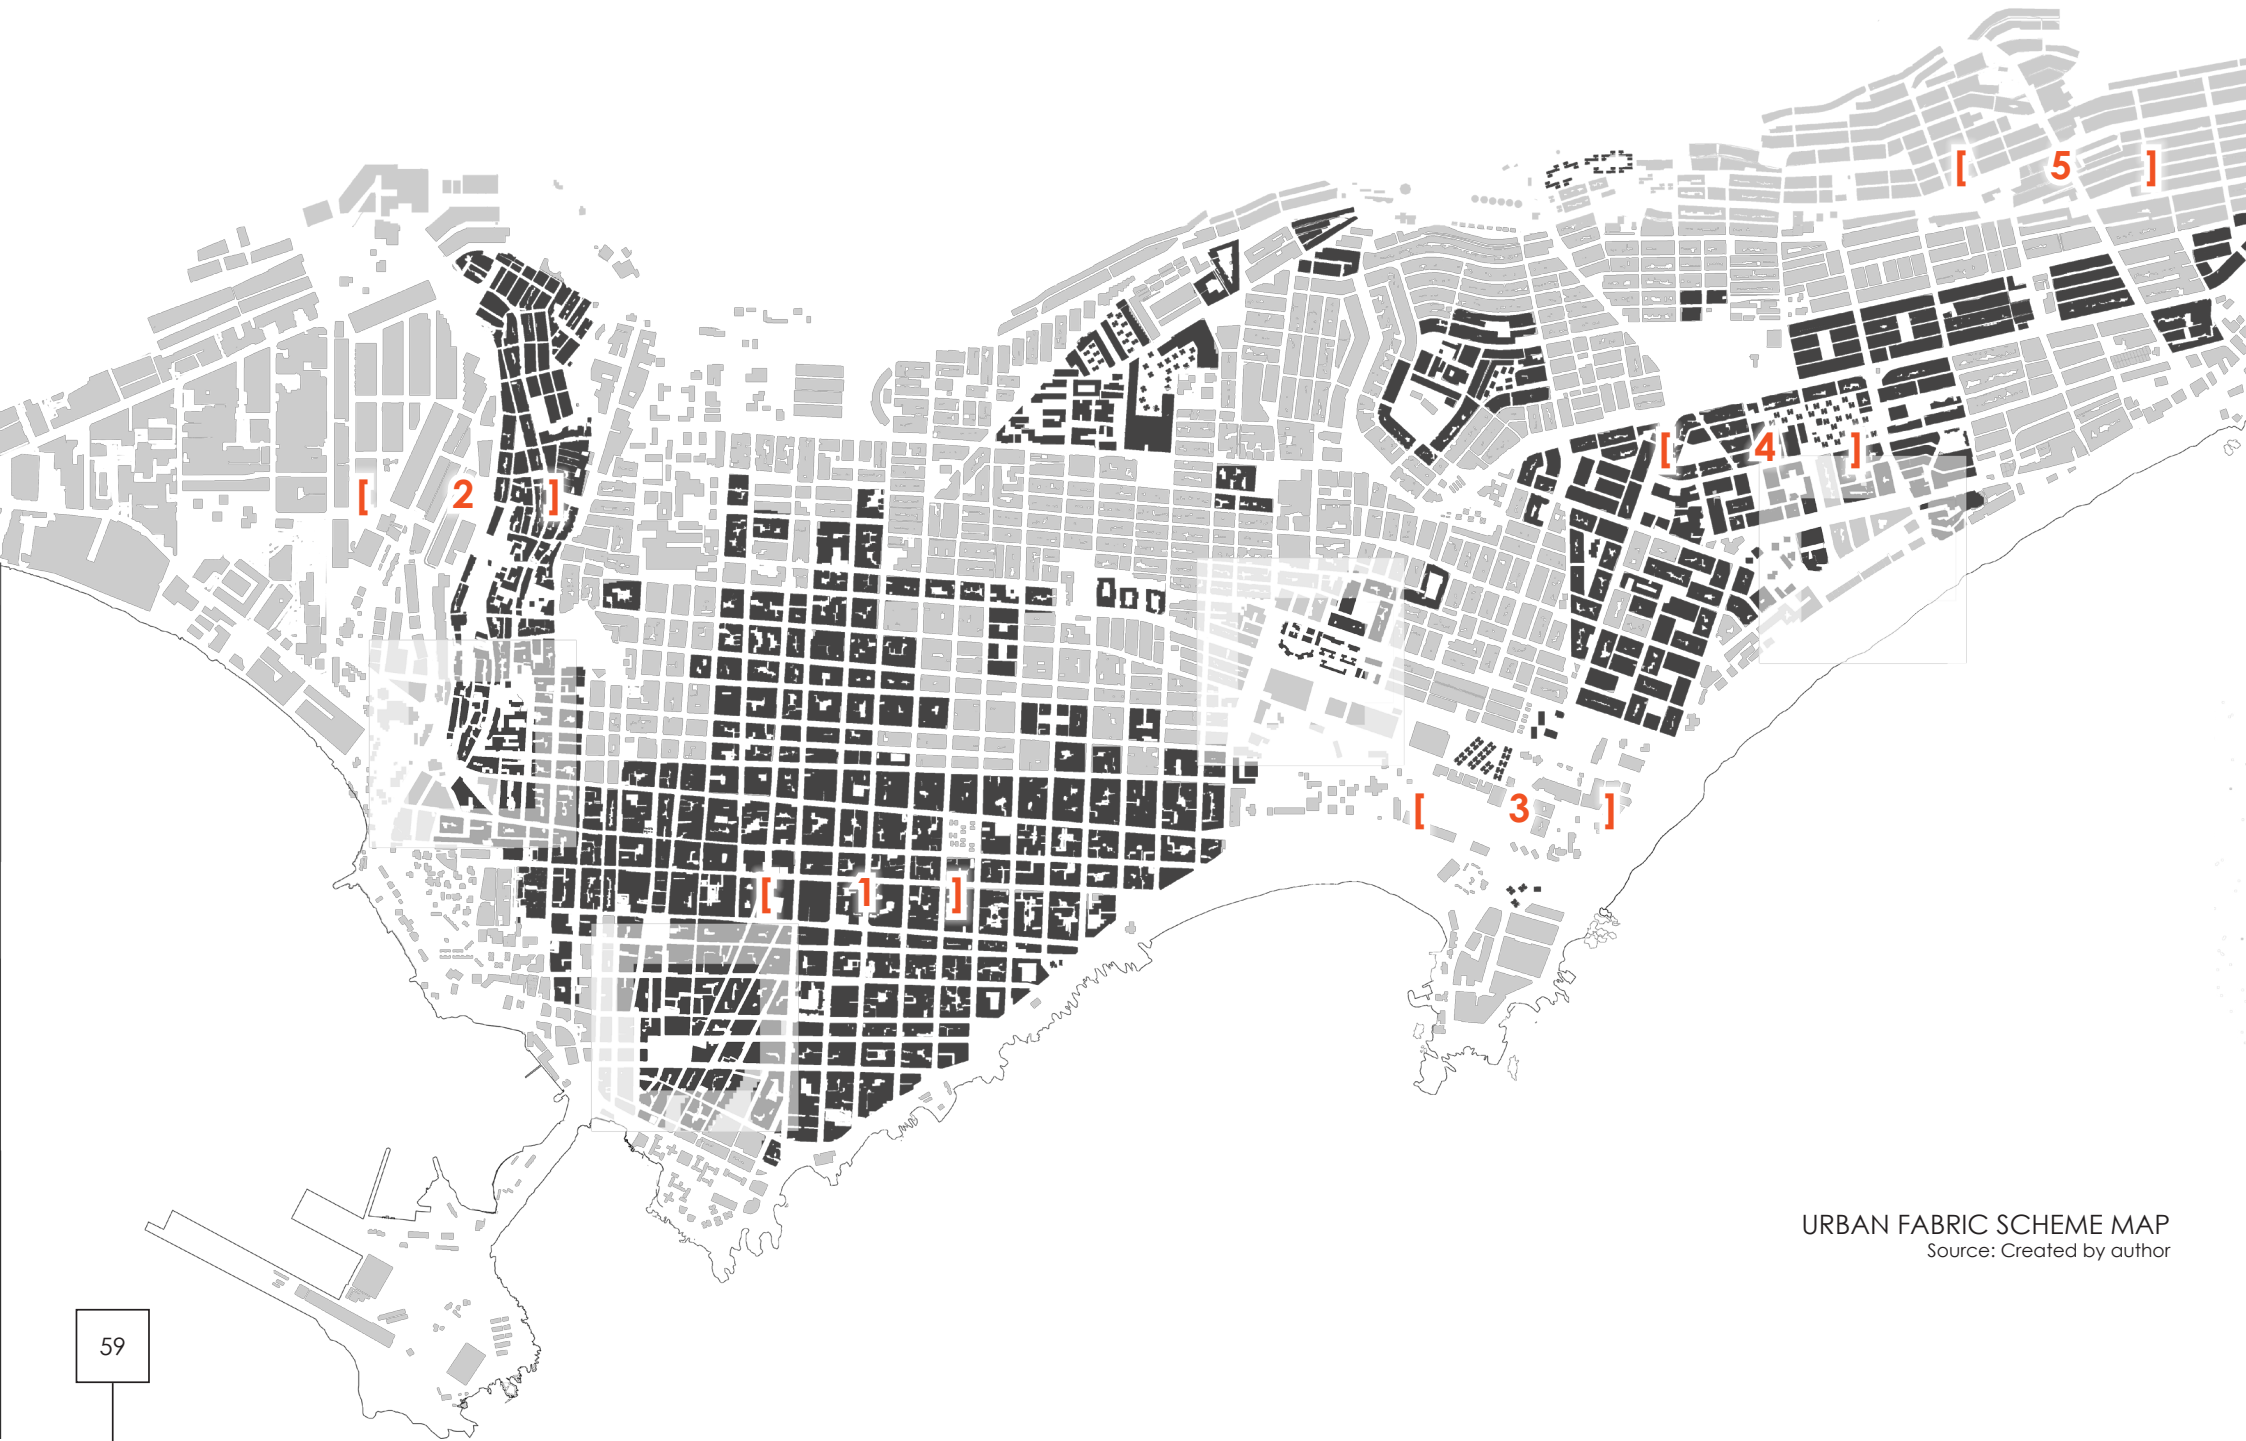 [ 5 ]
[ 4 ]
[ 2 ]
[ 3 ]
[ 1 ]
URBAN FABRIC SCHEME MAP
Source: Created by author
59